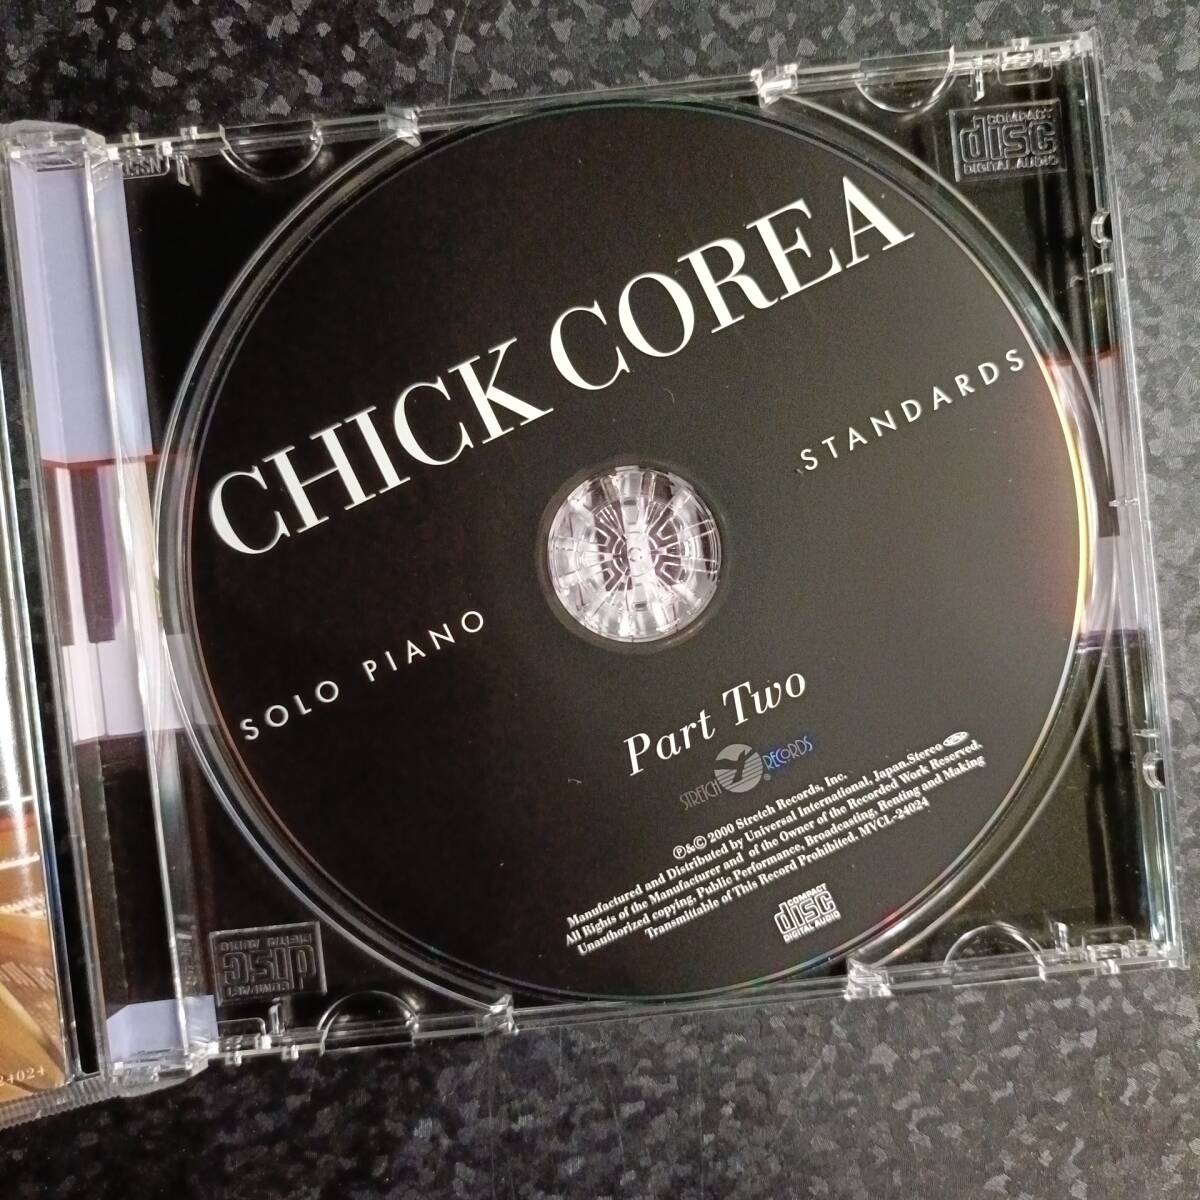 COMPACT
disc
DIGITAL AUDIO
CHICK COREA
STANDARDS
SOLO PIANO
Part Two
STRETCH RECORDS
℗&© 2000 Stretch Records, Inc.
Manufactured and Distributed by Universal International, Japan.Stereo
All Rights of the Manufacturer and of the Owner of the Recorded Work Reserved.
Unauthorized copying, Public Performance, Broadcasting, Renting and Making
Transmittable of This Record Prohibited. MVCL-24024
COMPACT
disc
DIGITAL AUDIO
disc
24024